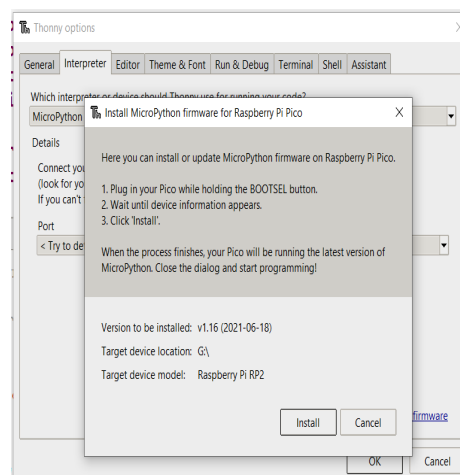 Thonny options
General Interpreter Editor Theme & Font Run & Debug Terminal Shell Assistant
Which interpreter or device should Thonny use for running your code?
MicroPython
Install MicroPython firmware for Raspberry Pi Pico
Details
Here you can install or update MicroPython firmware on Raspberry Pi Pico.
Connect you
(look for yo
If you can't
1. Plug in your Pico while holding the BOOTSEL button.
2. Wait until device information appears.
3. Click 'Install'.
Port
< Try to de
When the process finishes, your Pico will be running the latest version of
MicroPython. Close the dialog and start programming!
Version to be installed: v1.16 (2021-06-18)
Target device location: G:\
Target device model: Raspberry Pi RP2
Install Cancel
firmware
OK Cancel